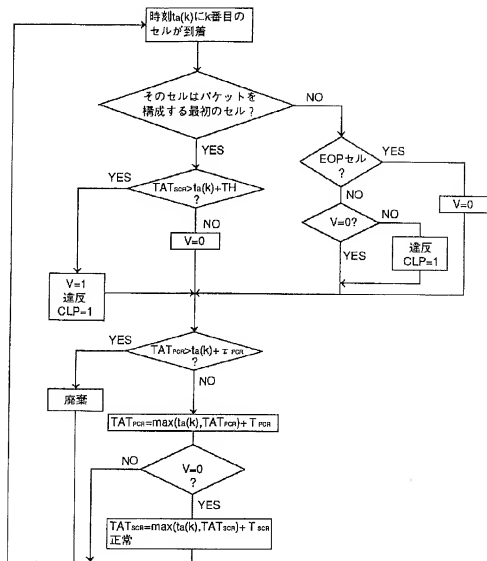 時刻ta(k)にk番目の
セルが到着
そのセルはパケットを
構成する最初のセル?
NO
YES
EOPセル
?
YES
NO
V=0
YES
TATSCR>ta(k)+TH
?
NO
V=0
V=0?
NO
YES
違反
CLP=1
V=1
違反
CLP=1
YES
TATPCR>ta(k)+τPCR
?
NO
廃棄
TATPCR=max(ta(k),TATPCR)+TPCR
NO
V=0
?
YES
TATSCR=max(ta(k),TATSCR)+TSCR
正常